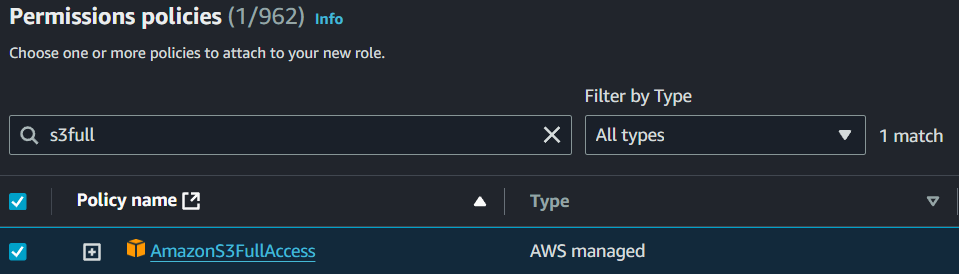 Permissions policies (1/962) Info
Choose one or more policies to attach to your new role.
Filter by Type
s3full
All types
1 match
Policy name
Type
AmazonS3FullAccess
AWS managed